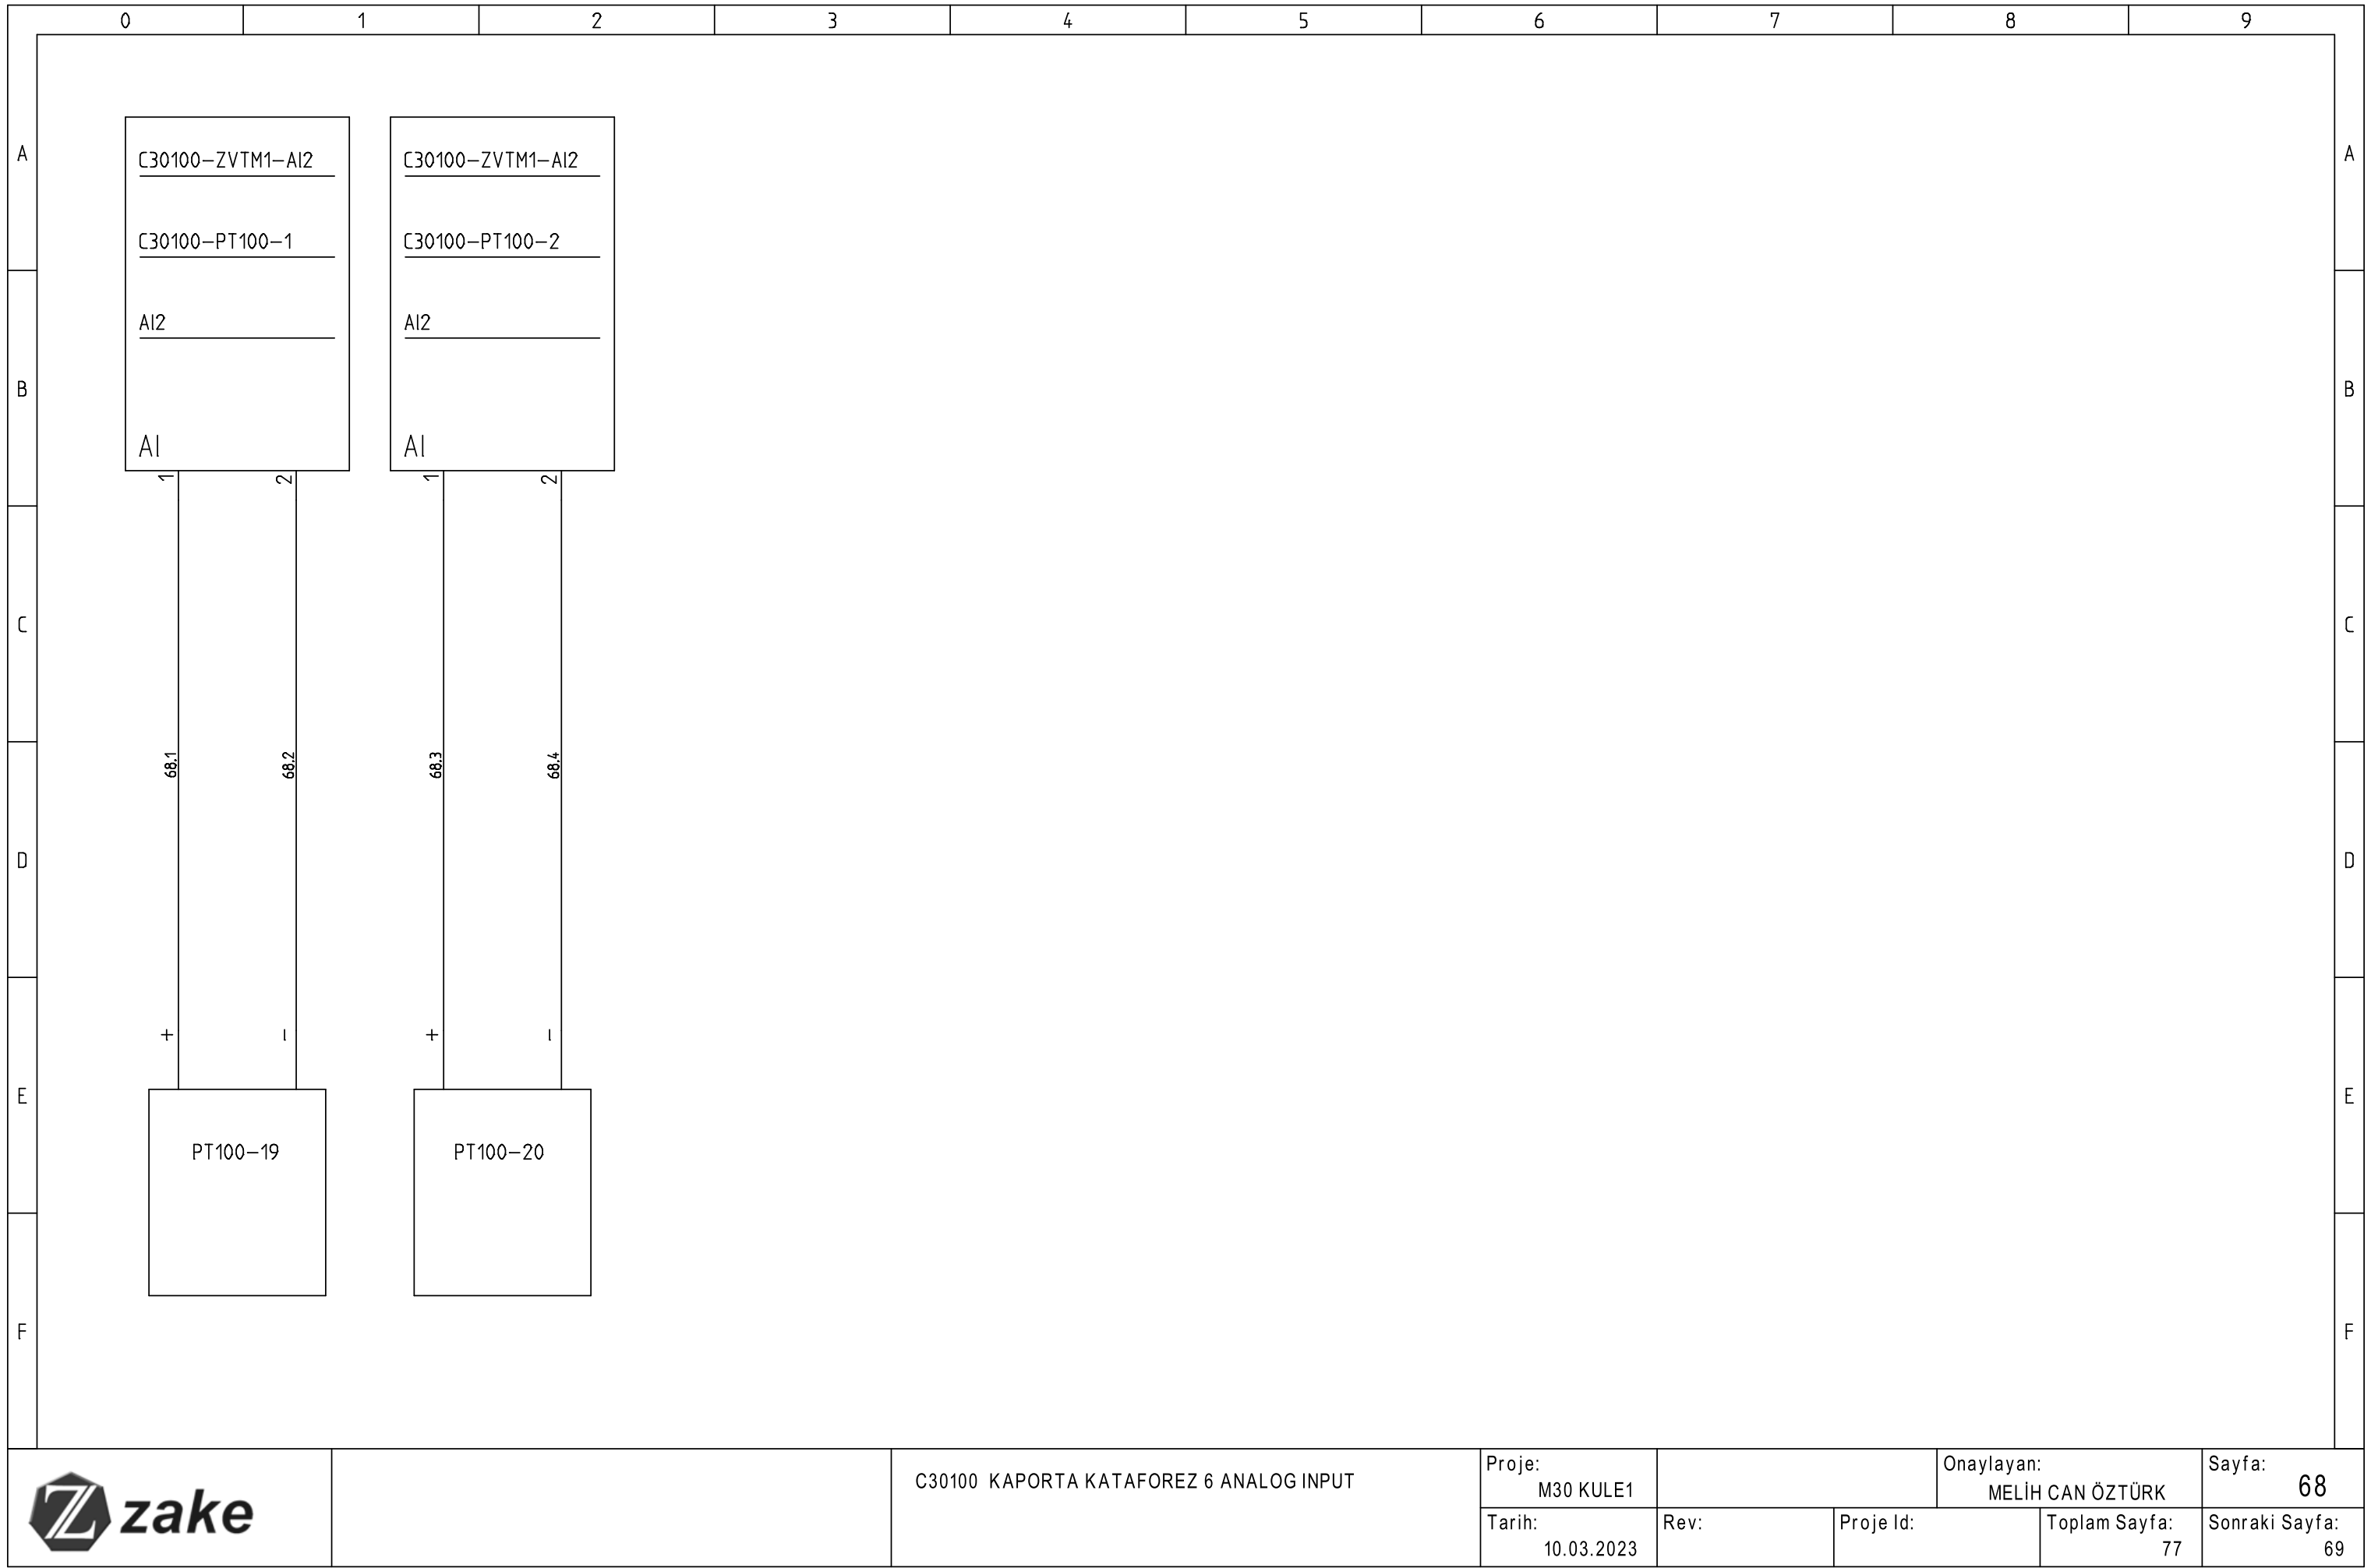 0 1 2 3 4 5 6 7 8 9
A A
C30100-ZVTM1-AI2 C30100-ZVTM1-AI2
C30100-PT100-1 C30100-PT100-2
AI2 AI2
B B
AI AI
1 2 1 2
C C
68.1 68.2 68.3 68.4
D D
+ - + -
E E
PT100-19 PT100-20
F F
zake
C30100 KAPORTA KATAFOREZ 6 ANALOG INPUT
Proje:
M30 KULE1
Onaylayan:
MELİH CAN ÖZTÜRK
Sayfa:
68
Tarih:
10.03.2023
Rev:
Proje Id:
Toplam Sayfa:
77
Sonraki Sayfa:
69